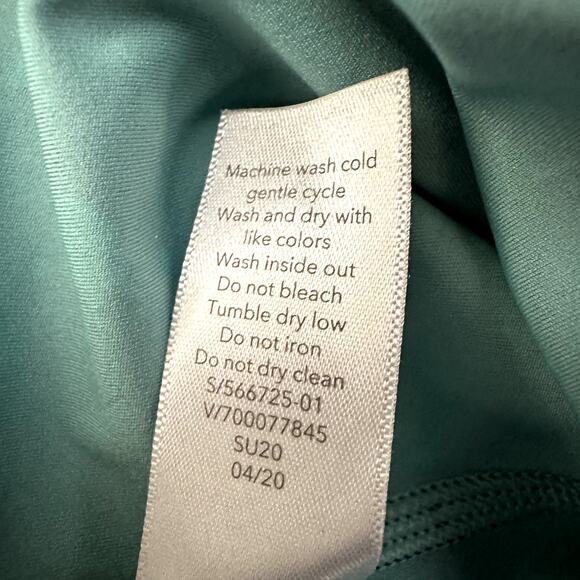 Machine wash cold
gentle cycle
Wash and dry with
like colors
Wash inside out
Do not bleach
Tumble dry low
Do not iron
Do not dry clean
S/566725-01
V/700077845
SU20
04/20